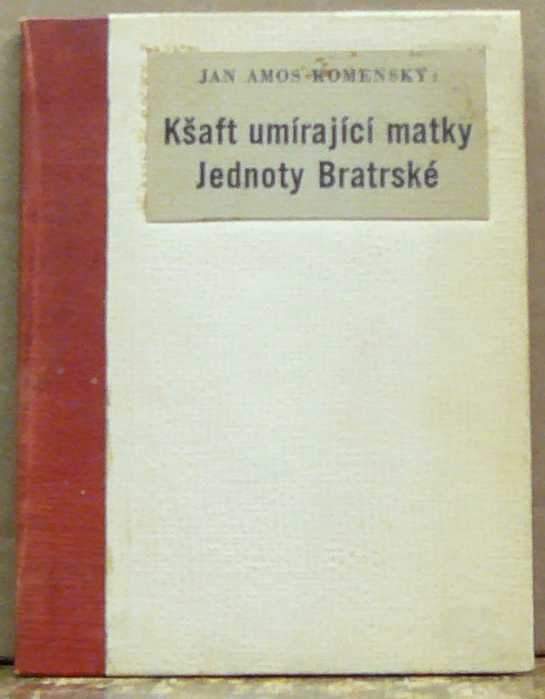 JAN AMOS KOMENSKÝ:
Kšaft umírající matky
Jednoty Bratrské